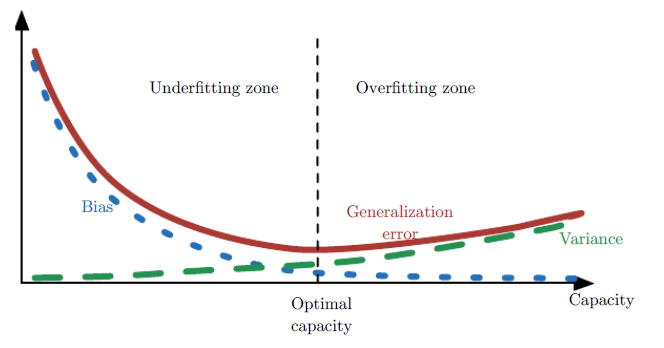 Underfitting zone
Overfitting zone
Bias
Generalization
error
Variance
Optimal
capacity
Capacity